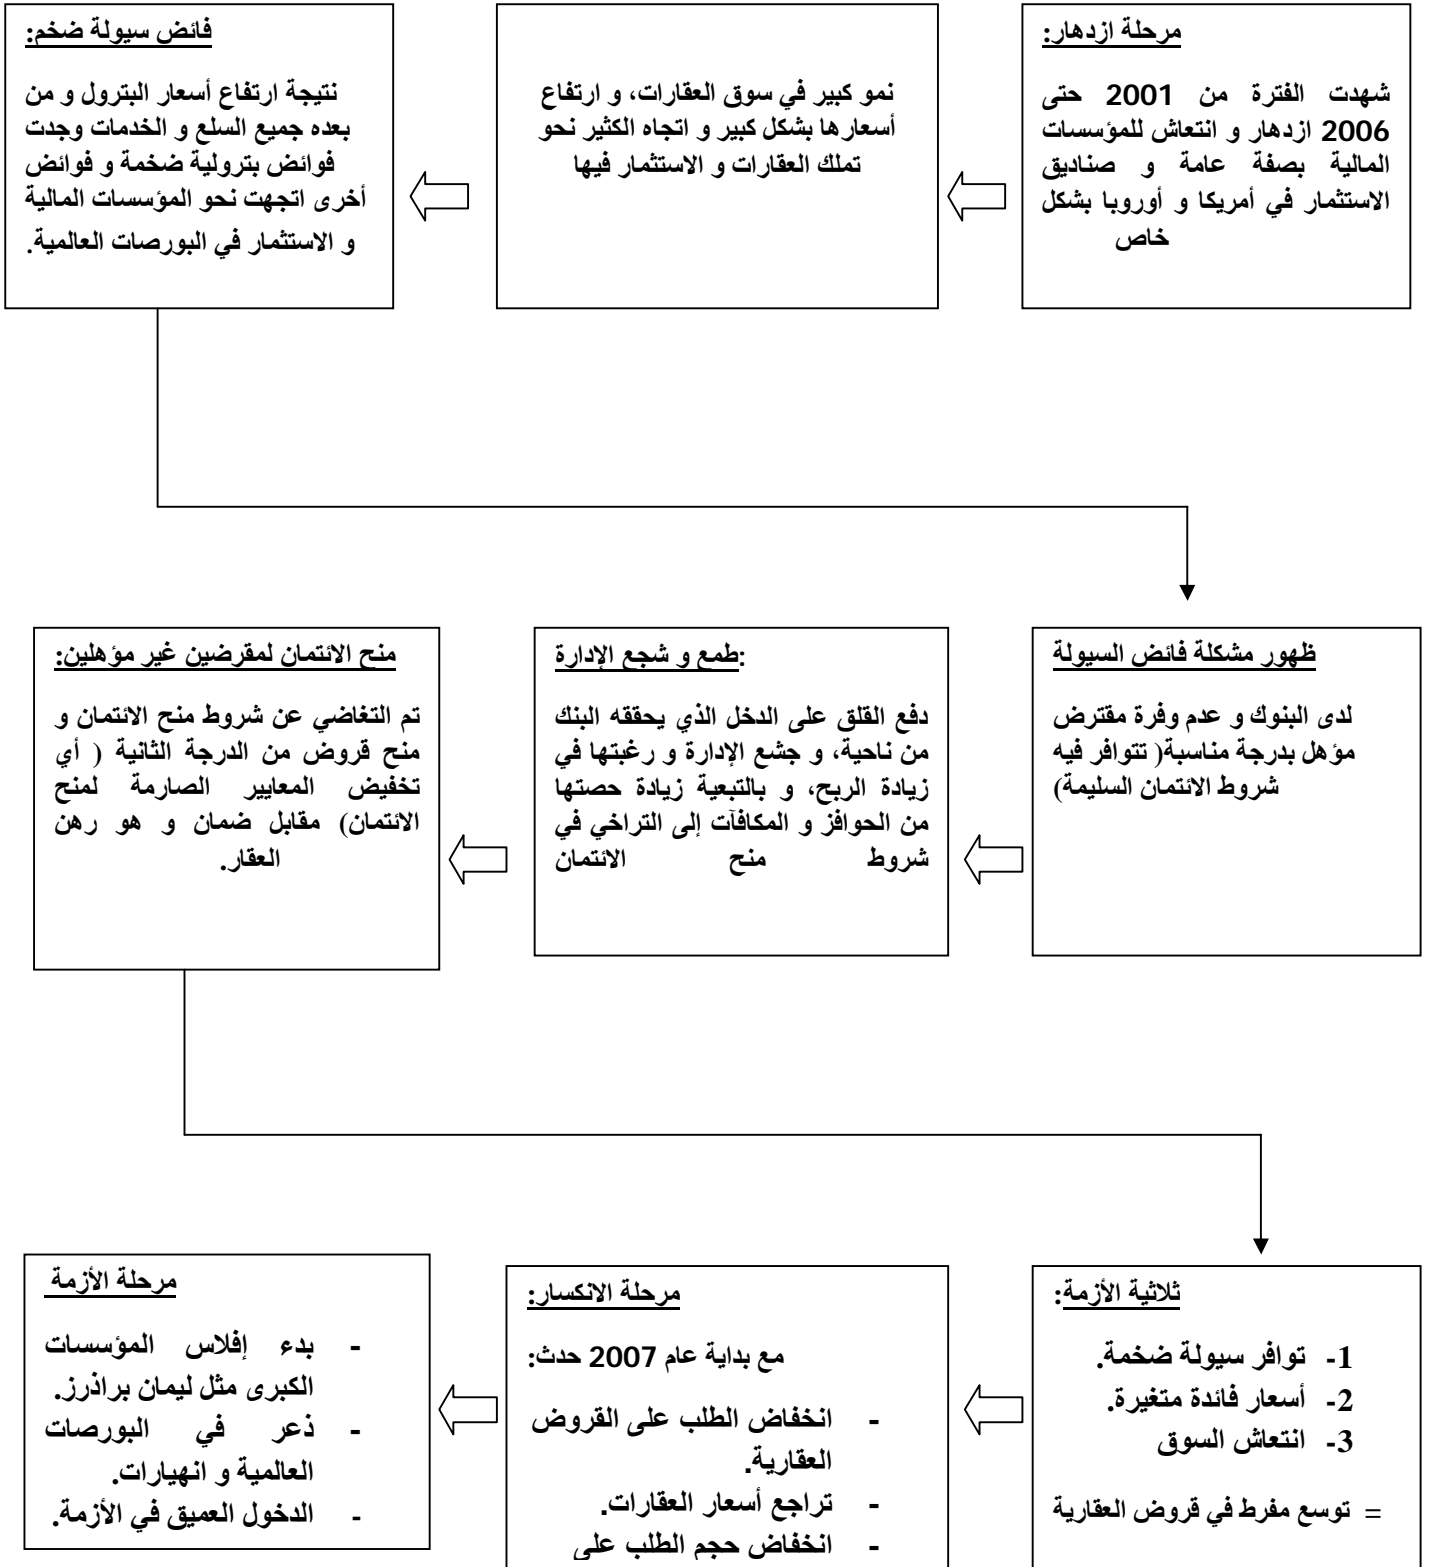 مرحلة ازدهار:
شهدت الفترة من 2001 حتى
2006 ازدهار و انتعاش للمؤسسات
المالية بصفة عامة و صناديق
الاستثمار في أمريكا و أوروبا بشكل
خاص
نمو كبير في سوق العقارات، و ارتفاع
أسعارها بشكل كبير و اتجاه الكثير نحو
تملك العقارات و الاستثمار فيها
فائض سيولة ضخم:
نتيجة ارتفاع أسعار البترول و من
بعده جميع السلع و الخدمات وجدت
فوائض بترولية ضخمة و فوائض
أخرى اتجهت نحو المؤسسات المالية
و الاستثمار في البورصات العالمية.
ظهور مشكلة فائض السيولة
لدى البنوك و عدم وفرة مقترض
مؤهل بدرجة مناسبة( تتوافر فيه
شروط الائتمان السليمة)
:طمع و شجع الإدارة
دفع القلق على الدخل الذي يحققه البنك
من ناحية، و جشع الإدارة و رغبتها في
زيادة الربح، و بالتبعية زيادة حصتها
من الحوافز و المكافآت إلى التراخي في
شروط منح الائتمان
منح الائتمان لمقرضين غير مؤهلين:
تم التغاضي عن شروط منح الائتمان و
منح قروض من الدرجة الثانية ( أي
تخفيض المعايير الصارمة لمنح
الائتمان) مقابل ضمان و هو رهن
العقار.
ثلاثية الأزمة:
1- توافر سيولة ضخمة.
2- أسعار فائدة متغيرة.
3- انتعاش السوق
= توسع مفرط في قروض العقارية
مرحلة الانكسار:
مع بداية عام 2007 حدث:
- انخفاض الطلب على القروض
العقارية.
- تراجع أسعار العقارات.
- انخفاض حجم الطلب على
مرحلة الأزمة
- بدء إفلاس المؤسسات
الكبرى مثل ليمان براذرز.
- ذعر في البورصات
العالمية و انهيارات.
- الدخول العميق في الأزمة.